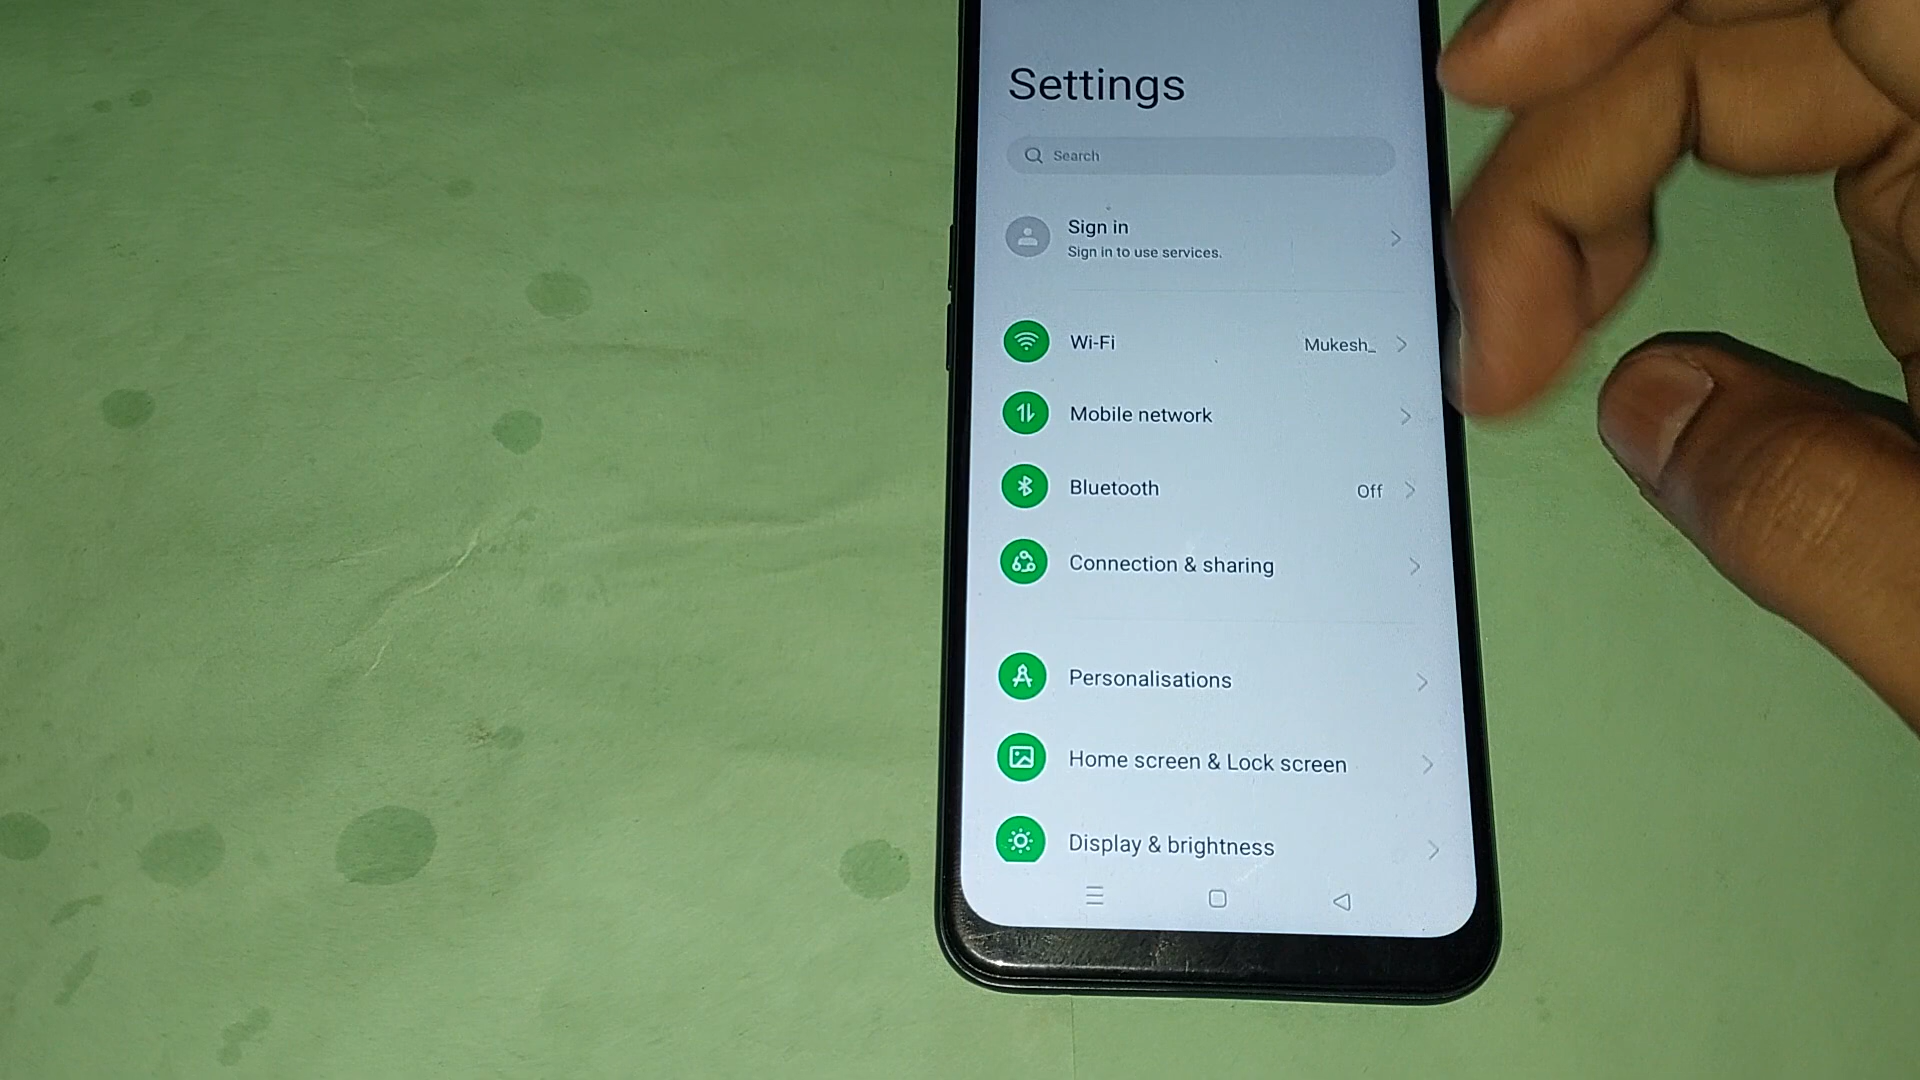 Settings
Search
Sign in
Sign in to use services.
Wi-Fi Mukesh_
Mobile network
Bluetooth Off
Connection & sharing
Personalisations
Home screen & Lock screen
Display & brightness